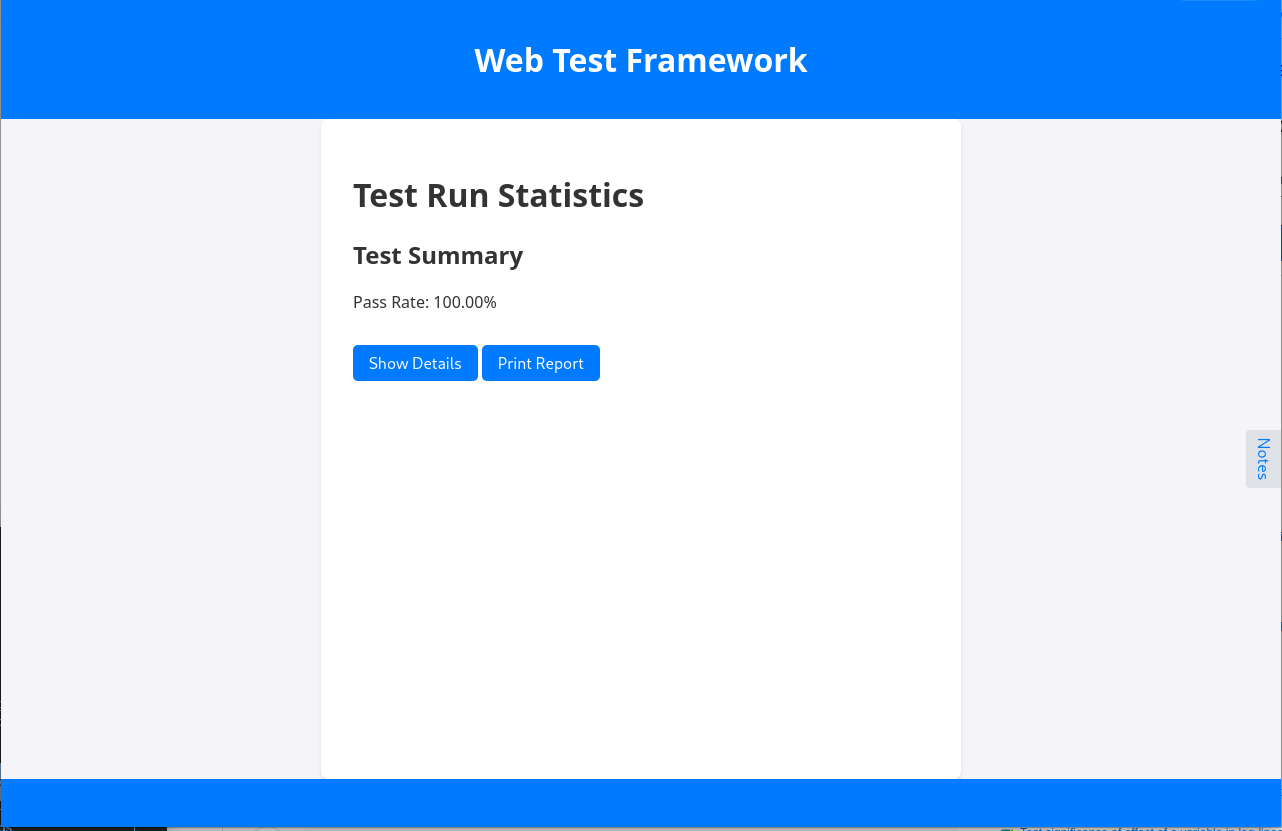 Web Test Framework
Test Run Statistics
Test Summary
Pass Rate: 100.00%
Show Details Print Report
Notes